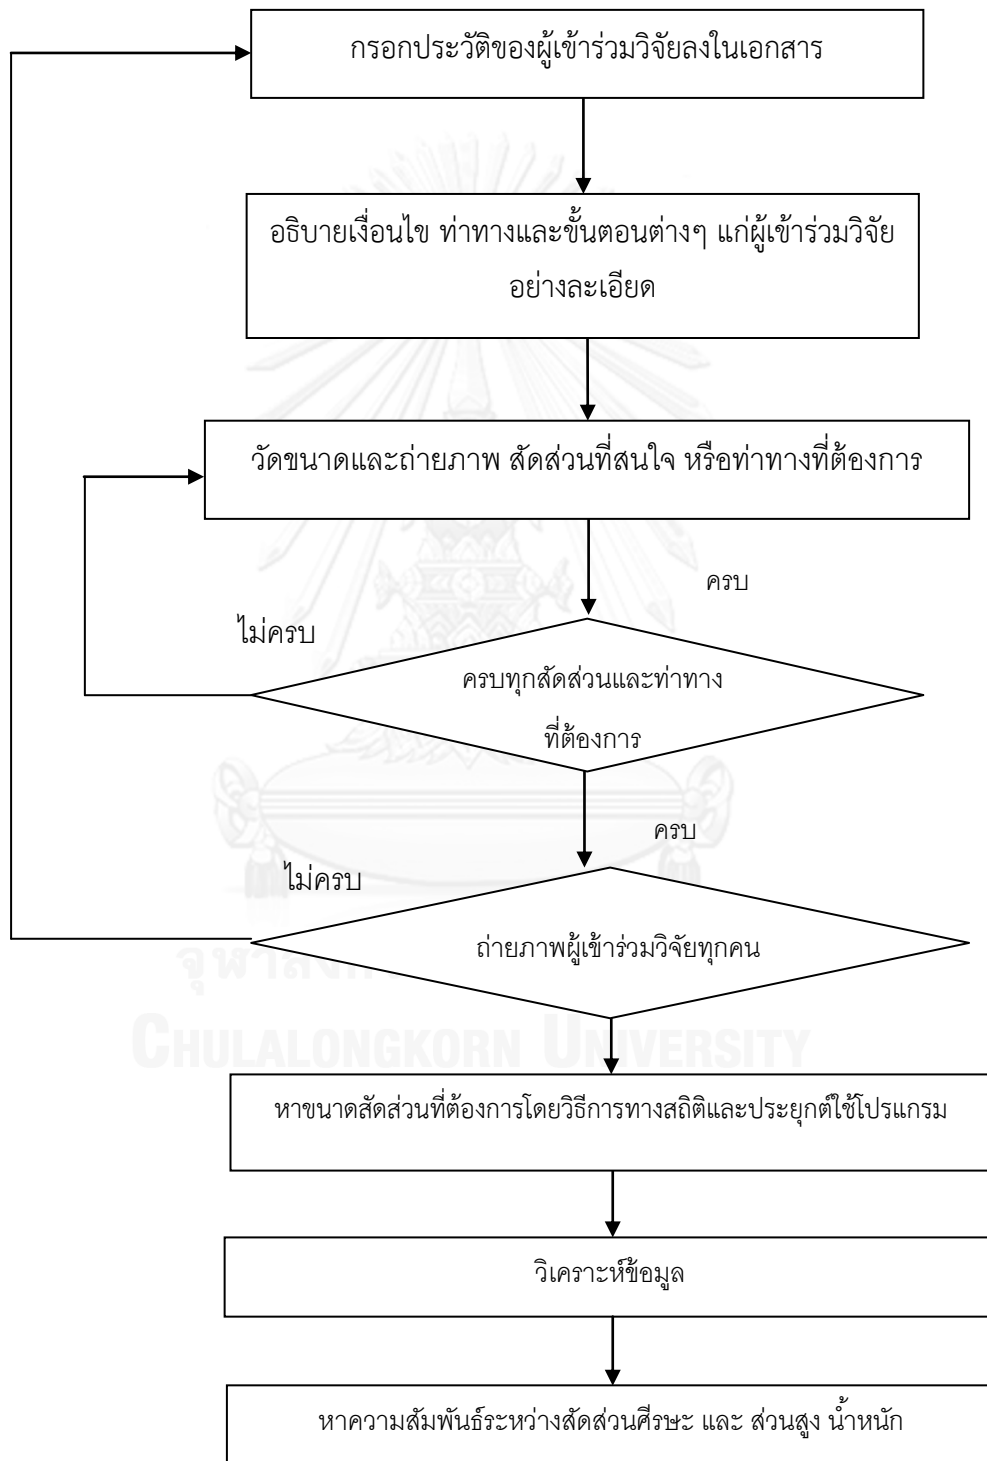 กรอกประวัติของผู้เข้าร่วมวิจัยลงในเอกสาร
อธิบายเงื่อนไข ท่าทางและขั้นตอนต่างๆ แก่ผู้เข้าร่วมวิจัย
อย่างละเอียด
วัดขนาดและถ่ายภาพ สัดส่วนที่สนใจ หรือท่าทางที่ต้องการ
ครบ
ไม่ครบ
ครบทุกสัดส่วนและท่าทาง
ที่ต้องการ
ครบ
ไม่ครบ
ถ่ายภาพผู้เข้าร่วมวิจัยทุกคน
CHULALONGKORN UNIVERSITY
หาขนาดสัดส่วนที่ต้องการโดยวิธีการทางสถิติและประยุกต์ใช้โปรแกรม
วิเคราะห์ข้อมูล
หาความสัมพันธ์ระหว่างสัดส่วนศีรษะ และ ส่วนสูง น้ำหนัก